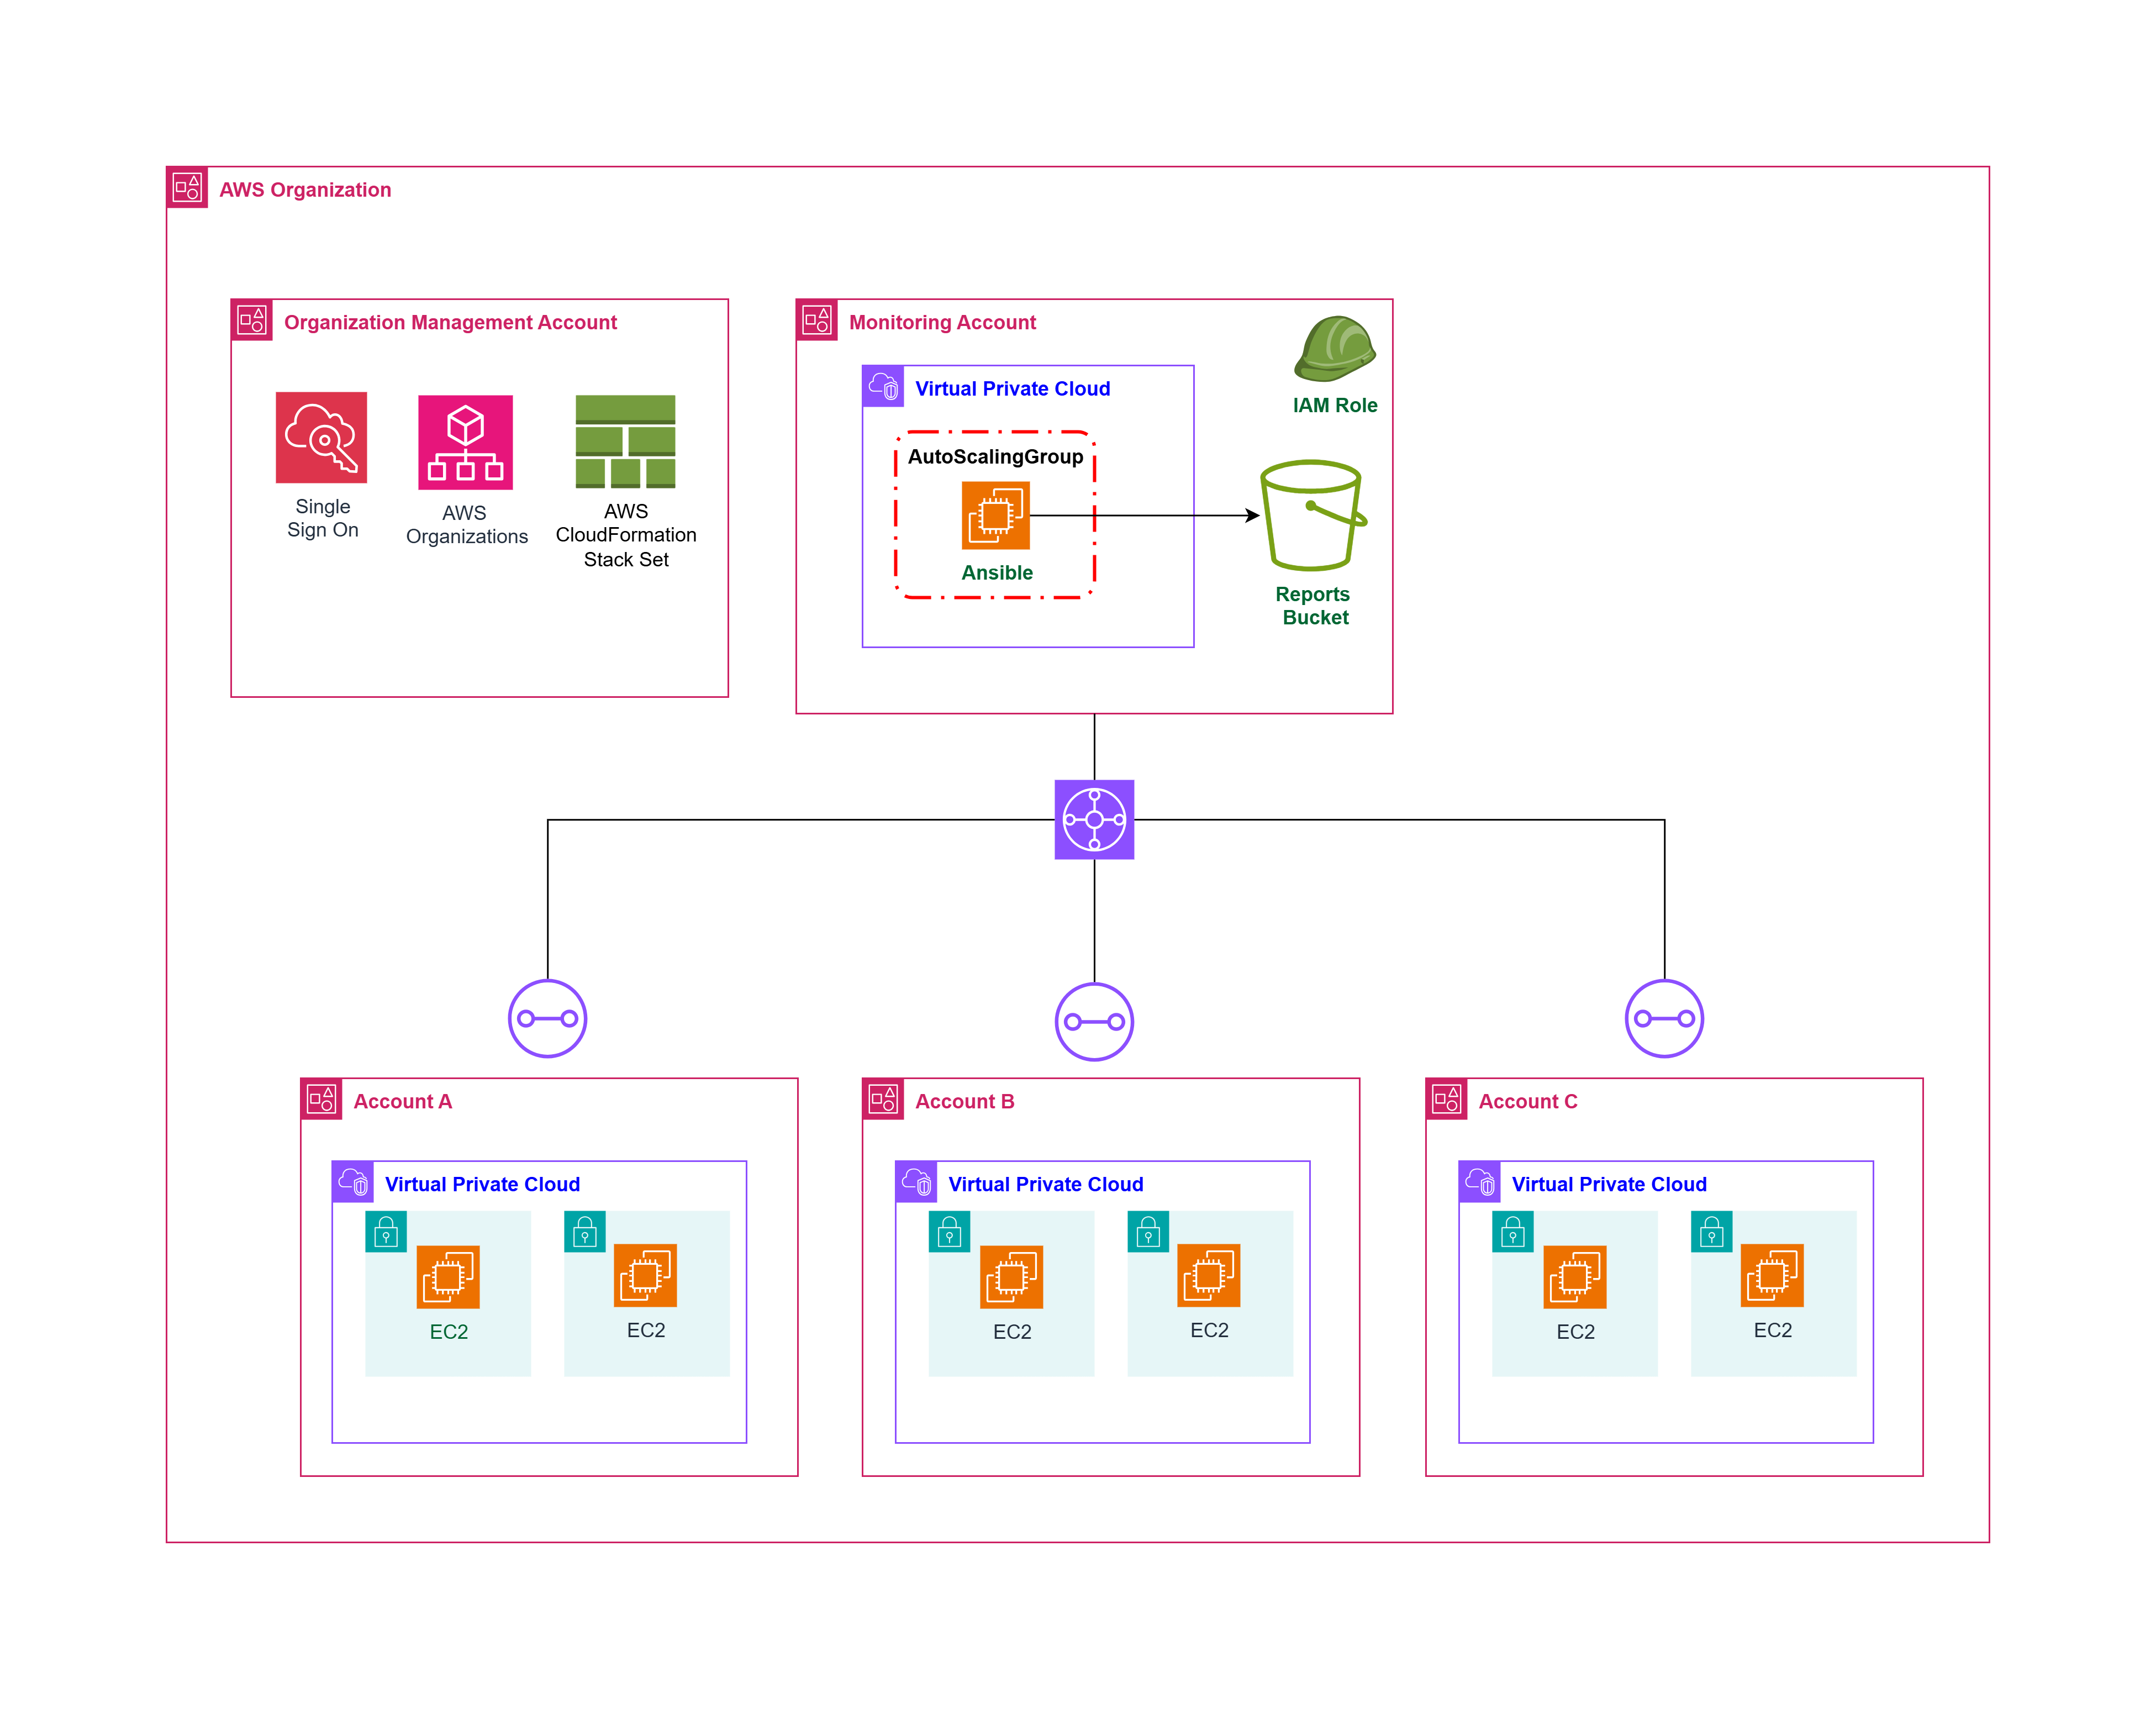 AWS Organization
Organization Management Account
Single
Sign On
AWS
Organizations
AWS
CloudFormation
Stack Set
Monitoring Account
IAM Role
Virtual Private Cloud
AutoScalingGroup
Ansible
Reports
Bucket
Account A
Virtual Private Cloud
EC2
EC2
Account B
Virtual Private Cloud
EC2
EC2
Account C
Virtual Private Cloud
EC2
EC2